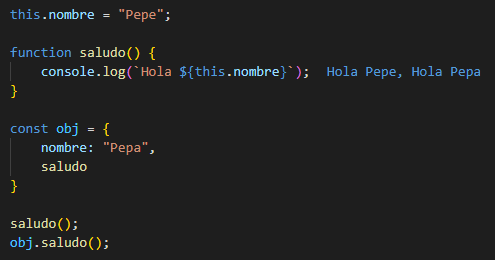 this.nombre = "Pepe";
function saludo() {
console.log(`Hola ${this.nombre}`);  Hola Pepe, Hola Pepa
}
const obj = {
nombre: "Pepa",
saludo
}
saludo();
obj.saludo();